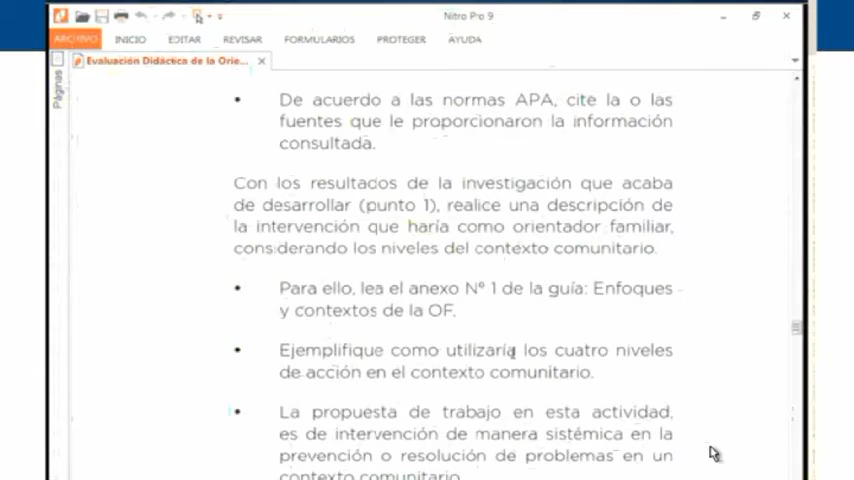 Nitro Pro 9
ARCHIVO INICIO EDITAR REVISAR FORMULARIOS PROTEGER AYUDA
Evaluación Didáctica de la Orie...
Páginas
• De acuerdo a las normas APA, cite la o las
fuentes que le proporcionaron la información
consultada.
Con los resultados de la investigación que acaba
de desarrollar (punto 1), realice una descripción de
la intervención que haría como orientador familiar,
considerando los niveles del contexto comunitario.
• Para ello, lea el anexo Nº 1 de la guía: Enfoques
y contextos de la OF.
• Ejemplifique como utilizaría los cuatro niveles
de acción en el contexto comunitario.
• La propuesta de trabajo en esta actividad,
es de intervención de manera sistémica en la
prevención o resolución de problemas en un
contexto comunitario.